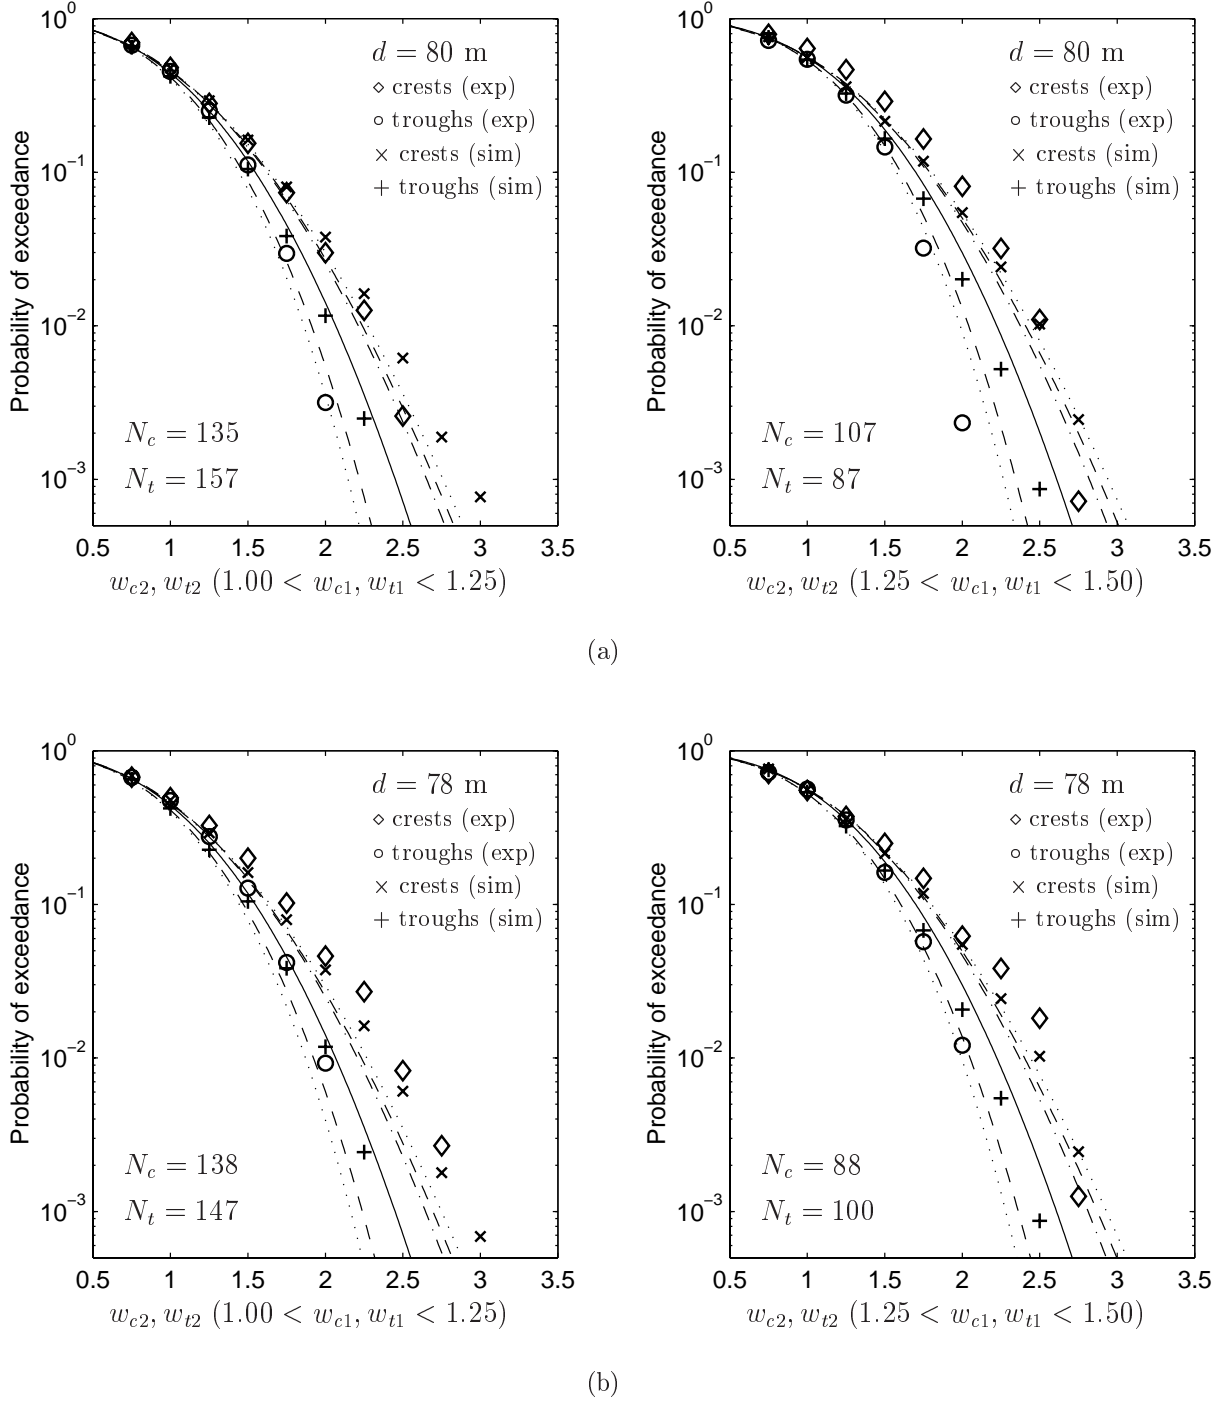 Probability of exceedance
10^0
10^-1
10^-2
10^-3
d = 80 m
◇ crests (exp)
○ troughs (exp)
× crests (sim)
+ troughs (sim)
N_c = 135
N_t = 157
0.5 1 1.5 2 2.5 3 3.5
w_c2, w_t2 (1.00 < w_c1, w_t1 < 1.25)
Probability of exceedance
10^0
10^-1
10^-2
10^-3
d = 80 m
◇ crests (exp)
○ troughs (exp)
× crests (sim)
+ troughs (sim)
N_c = 107
N_t = 87
0.5 1 1.5 2 2.5 3 3.5
w_c2, w_t2 (1.25 < w_c1, w_t1 < 1.50)
(a)
Probability of exceedance
10^0
10^-1
10^-2
10^-3
d = 78 m
◇ crests (exp)
○ troughs (exp)
× crests (sim)
+ troughs (sim)
N_c = 138
N_t = 147
0.5 1 1.5 2 2.5 3 3.5
w_c2, w_t2 (1.00 < w_c1, w_t1 < 1.25)
Probability of exceedance
10^0
10^-1
10^-2
10^-3
d = 78 m
◇ crests (exp)
○ troughs (exp)
× crests (sim)
+ troughs (sim)
N_c = 88
N_t = 100
0.5 1 1.5 2 2.5 3 3.5
w_c2, w_t2 (1.25 < w_c1, w_t1 < 1.50)
(b)